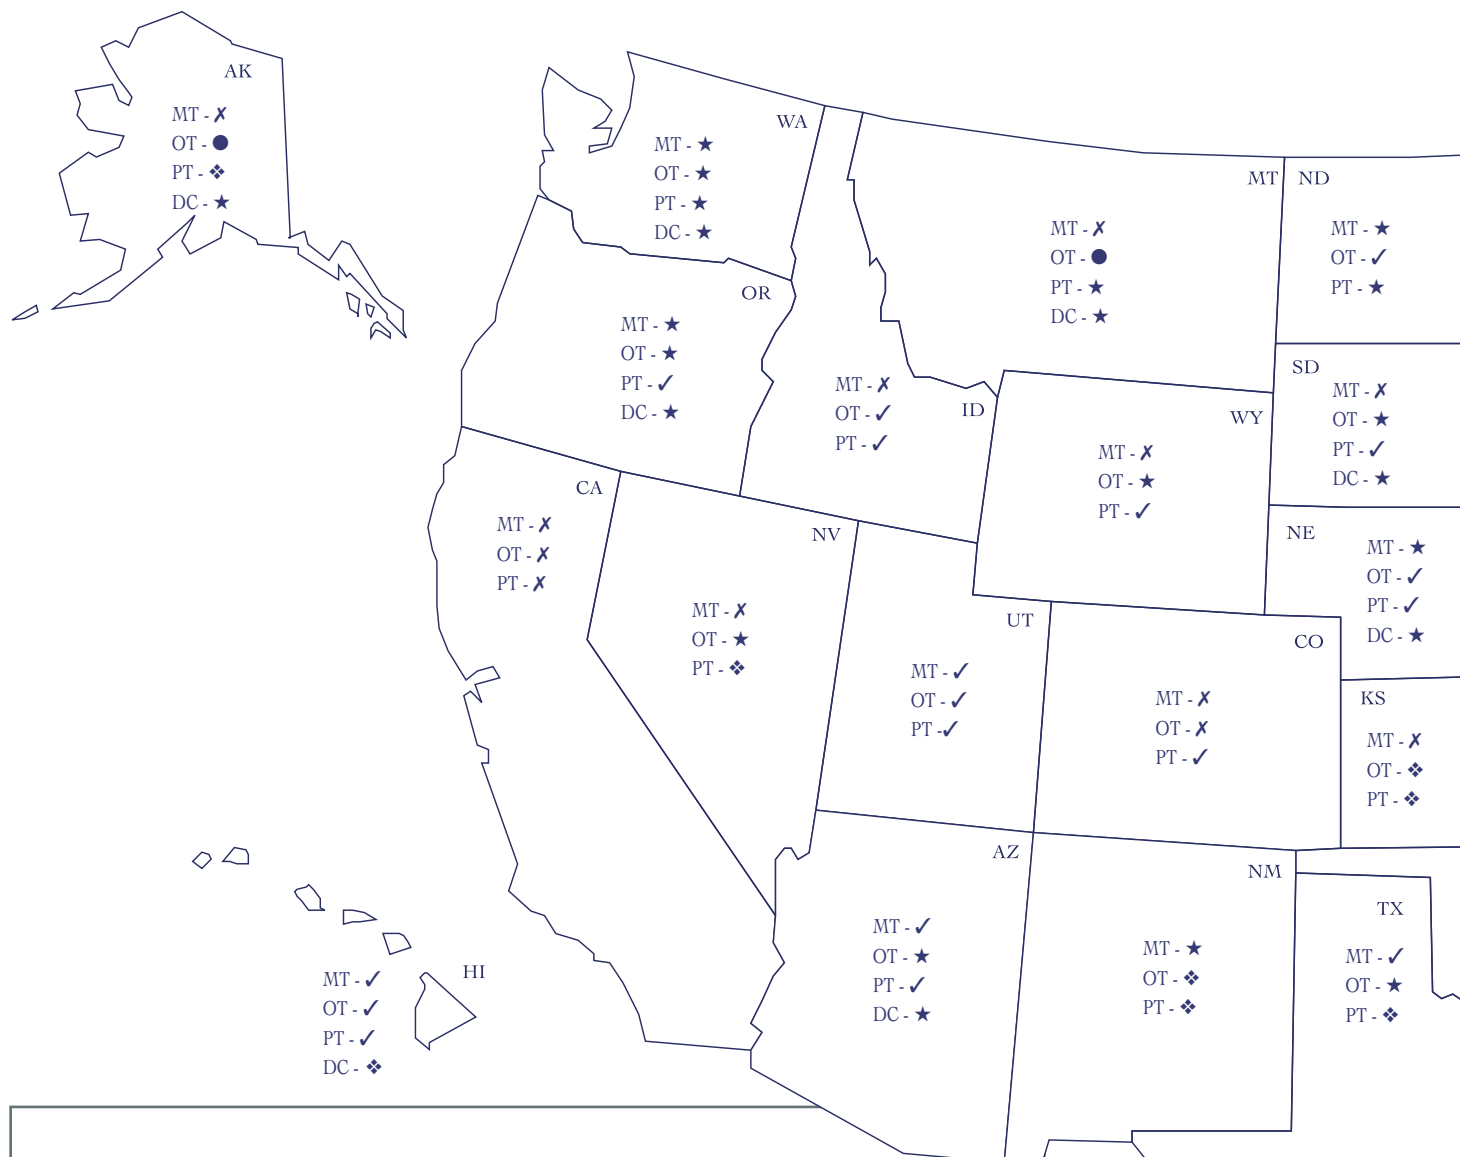 AK
MT - ✗
OT - ●
PT - ❖
DC - ★
WA
MT - ★
OT - ★
PT - ★
DC - ★
MT
MT - ✗
OT - ●
PT - ★
DC - ★
ND
MT - ★
OT - ✓
PT - ★
OR
MT - ★
OT - ★
PT - ✓
DC - ★
ID
MT - ✗
OT - ✓
PT - ✓
WY
MT - ✗
OT - ★
PT - ✓
SD
MT - ✗
OT - ★
PT - ✓
DC - ★
CA
MT - ✗
OT - ✗
PT - ✗
NV
MT - ✗
OT - ★
PT - ❖
UT
MT - ✓
OT - ✓
PT -✓
CO
MT - ✗
OT - ✗
PT - ✓
NE
MT - ★
OT - ✓
PT - ✓
DC - ★
KS
MT - ✗
OT - ❖
PT - ❖
AZ
MT - ✓
OT - ★
PT - ✓
DC - ★
NM
MT - ★
OT - ❖
PT - ❖
TX
MT - ✓
OT - ★
PT - ❖
HI
MT - ✓
OT - ✓
PT - ✓
DC - ❖